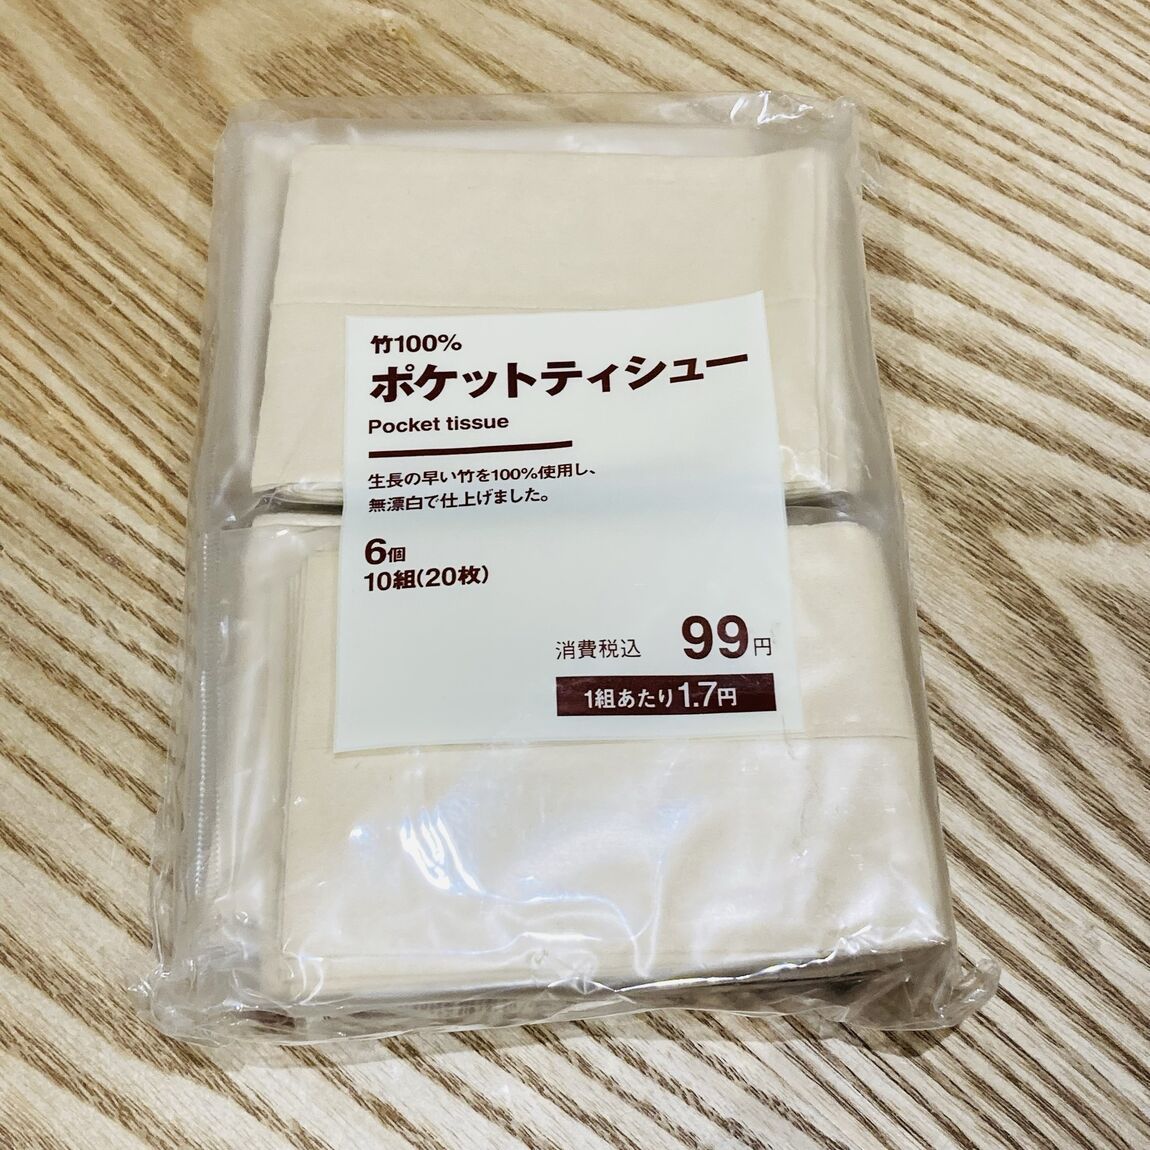 竹100%
ポケットティシュー
Pocket tissue
生長の早い竹を100%使用し、
無漂白で仕上げました。
6個
10組(20枚)
消費税込 99円
1組あたり1.7円